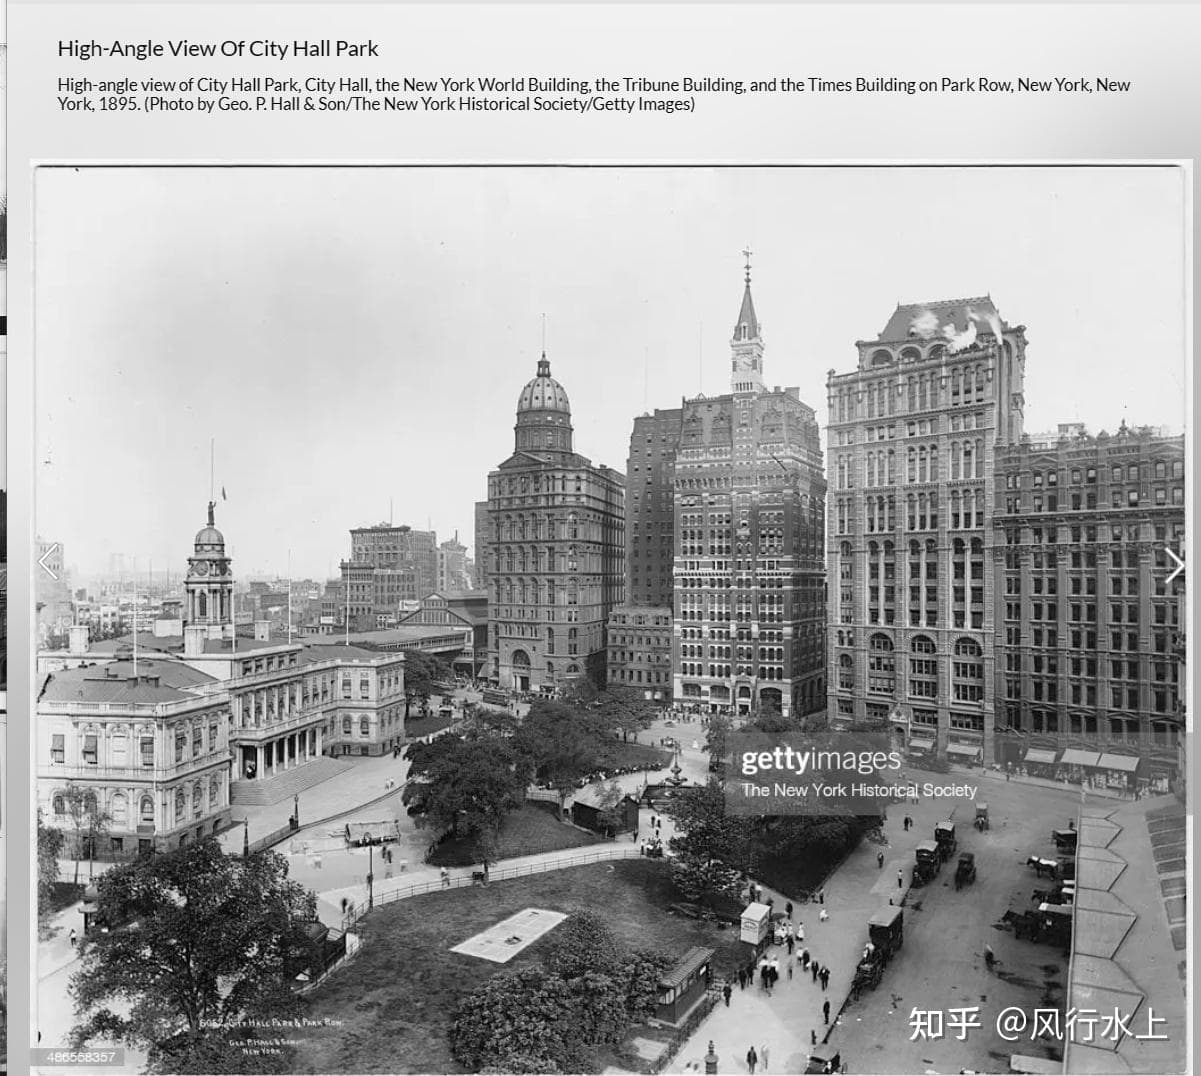 High-Angle View Of City Hall Park
High-angle view of City Hall Park, City Hall, the New York World Building, the Tribune Building, and the Times Building on Park Row, New York, New
York, 1895. (Photo by Geo. P. Hall & Son/The New York Historical Society/Getty Images)
gettyimages
The New York Historical Society
知乎 @风行水上
CITY HALL PARK & PARK ROW.
GEO. P. HALL & SON.
NEW YORK.
486558357